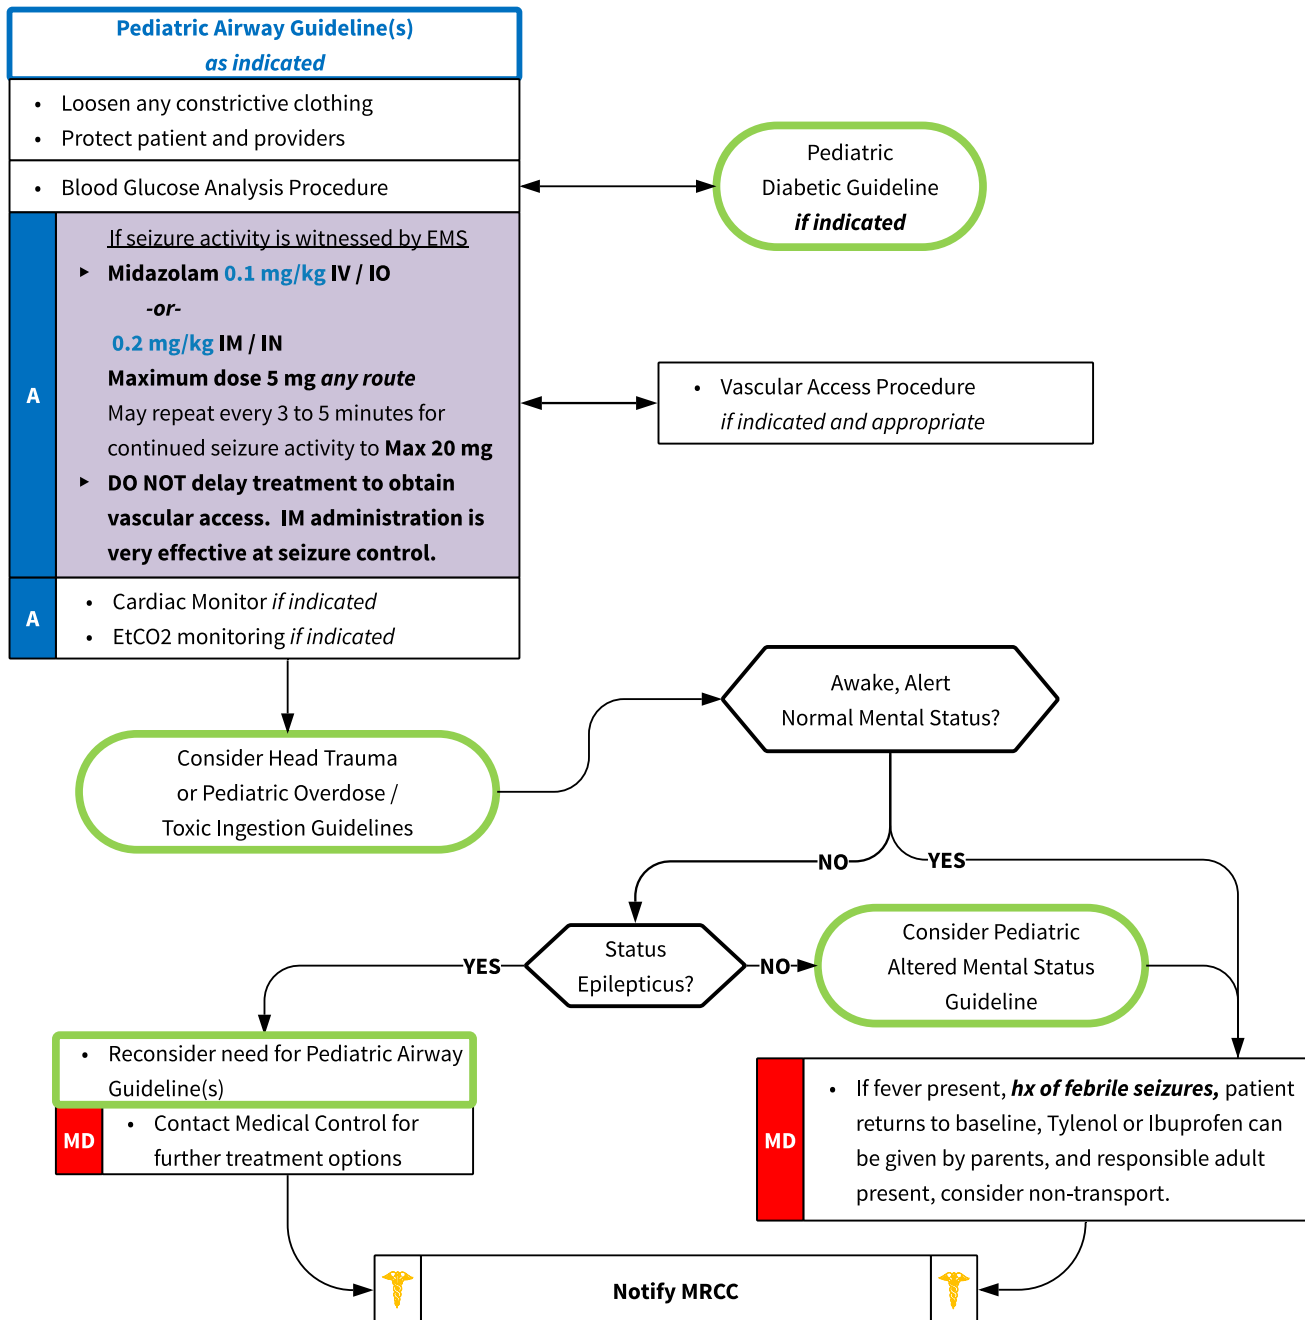 Pediatric Airway Guideline(s)
as indicated
• Loosen any constrictive clothing
• Protect patient and providers
• Blood Glucose Analysis Procedure
Pediatric
Diabetic Guideline
if indicated
A
If seizure activity is witnessed by EMS
‣ Midazolam 0.1 mg/kg IV / IO
-or-
0.2 mg/kg IM / IN
Maximum dose 5 mg any route
May repeat every 3 to 5 minutes for
continued seizure activity to Max 20 mg
‣ DO NOT delay treatment to obtain
vascular access.  IM administration is
very effective at seizure control.
• Vascular Access Procedure
if indicated and appropriate
A
• Cardiac Monitor if indicated
• EtCO2 monitoring if indicated
Consider Head Trauma
or Pediatric Overdose /
Toxic Ingestion Guidelines
Awake, Alert
Normal Mental Status?
NO
YES
Status
Epilepticus?
YES
NO
Consider Pediatric
Altered Mental Status
Guideline
• Reconsider need for Pediatric Airway
Guideline(s)
MD
• Contact Medical Control for
further treatment options
MD
• If fever present, hx of febrile seizures, patient
returns to baseline, Tylenol or Ibuprofen can
be given by parents, and responsible adult
present, consider non-transport.
Notify MRCC